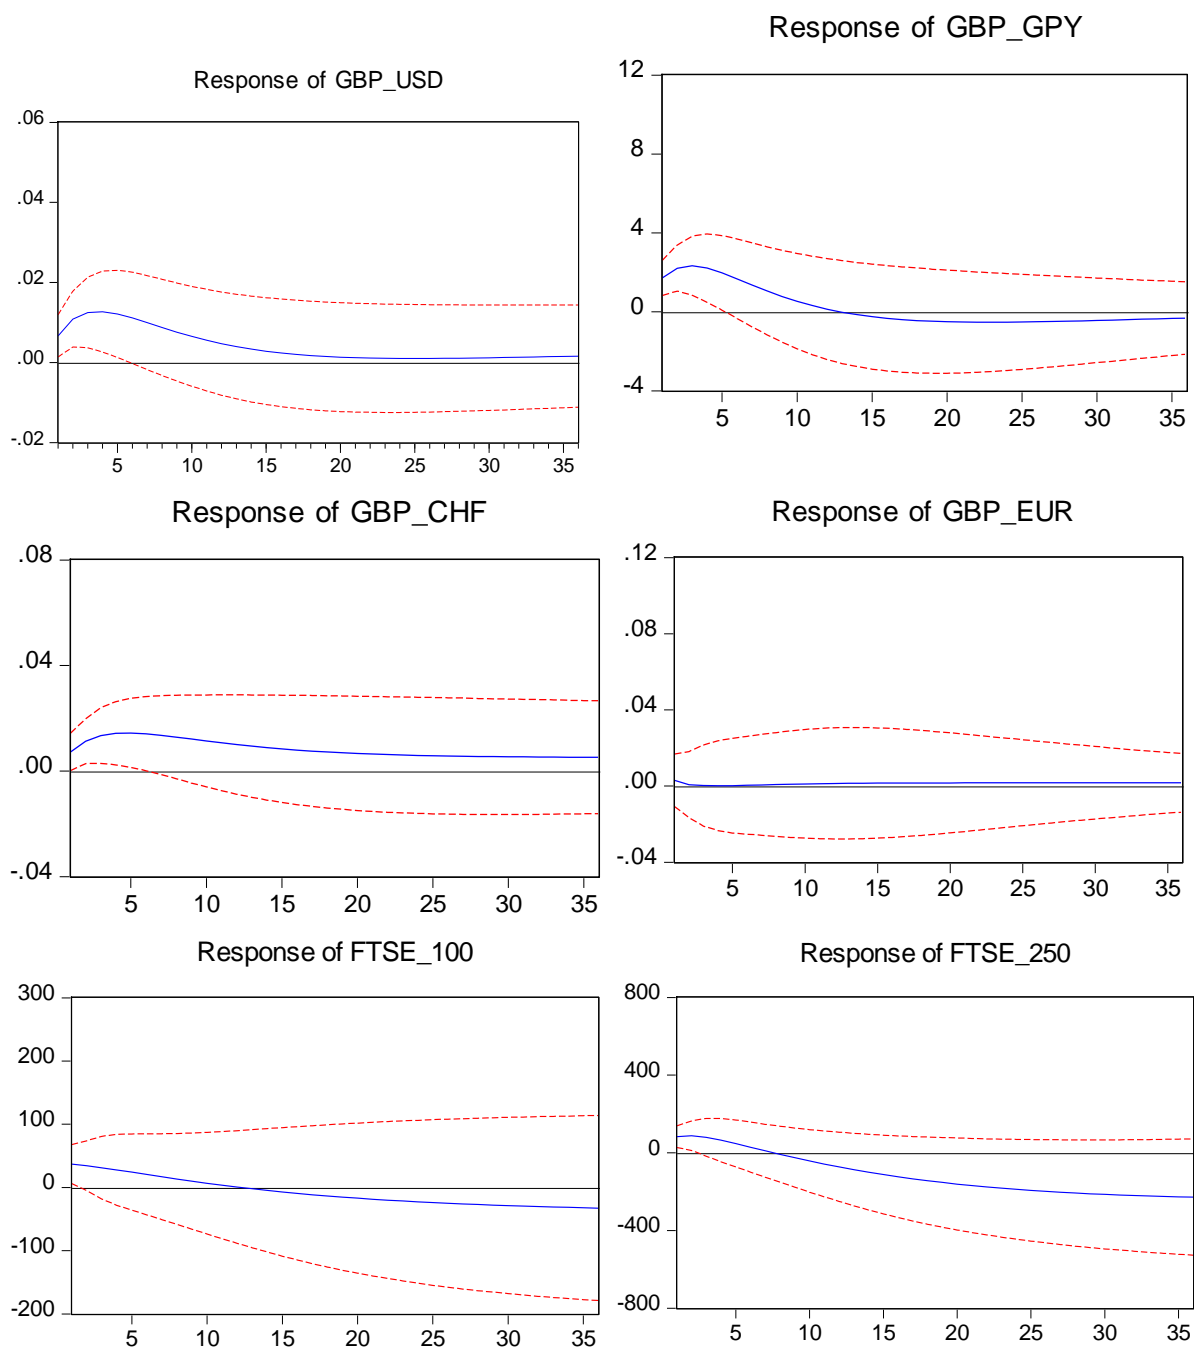 Response of GBP_USD
.06
.04
.02
.00
-.02
5 10 15 20 25 30 35
Response of GBP_GPY
12
8
4
0
-4
5 10 15 20 25 30 35
Response of GBP_CHF
.08
.04
.00
-.04
5 10 15 20 25 30 35
Response of GBP_EUR
.12
.08
.04
.00
-.04
5 10 15 20 25 30 35
Response of FTSE_100
300
200
100
0
-100
-200
5 10 15 20 25 30 35
Response of FTSE_250
800
400
0
-400
-800
5 10 15 20 25 30 35